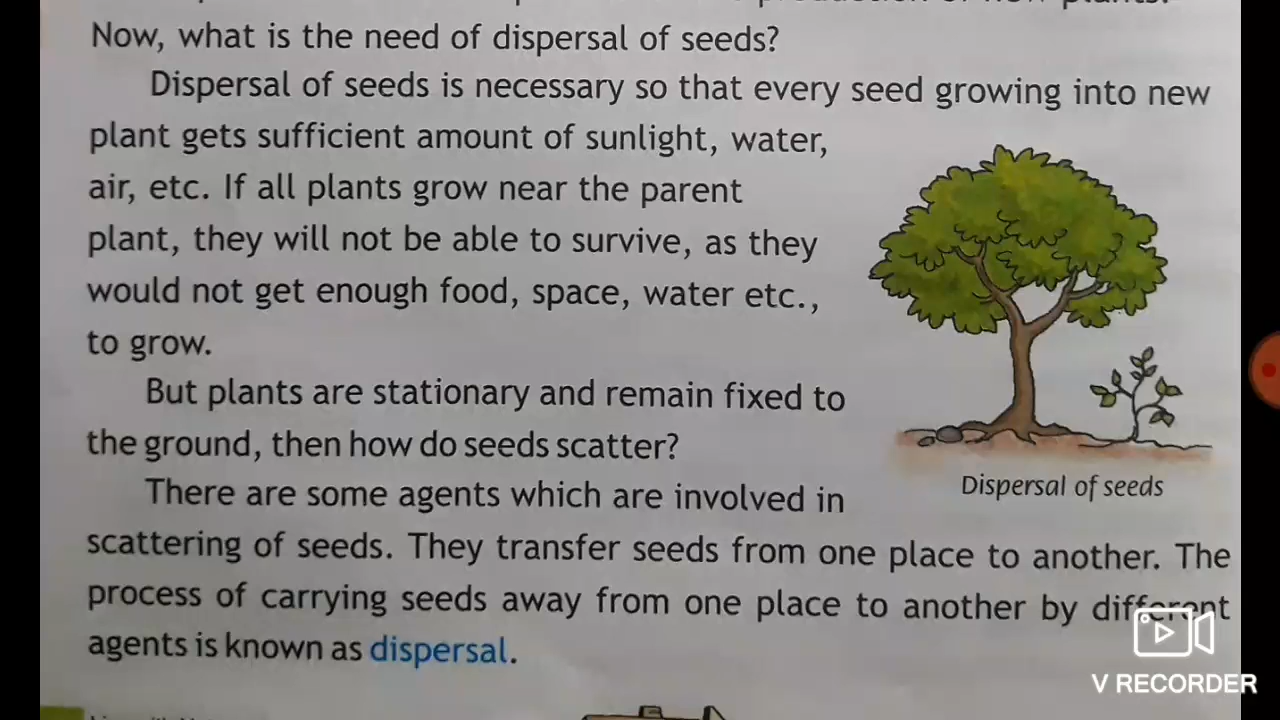 Now, what is the need of dispersal of seeds?
Dispersal of seeds is necessary so that every seed growing into new
plant gets sufficient amount of sunlight, water,
air, etc. If all plants grow near the parent
plant, they will not be able to survive, as they
would not get enough food, space, water etc.,
to grow.
But plants are stationary and remain fixed to
the ground, then how do seeds scatter?
Dispersal of seeds
There are some agents which are involved in
scattering of seeds. They transfer seeds from one place to another. The
process of carrying seeds away from one place to another by different
agents is known as dispersal.
V RECORDER